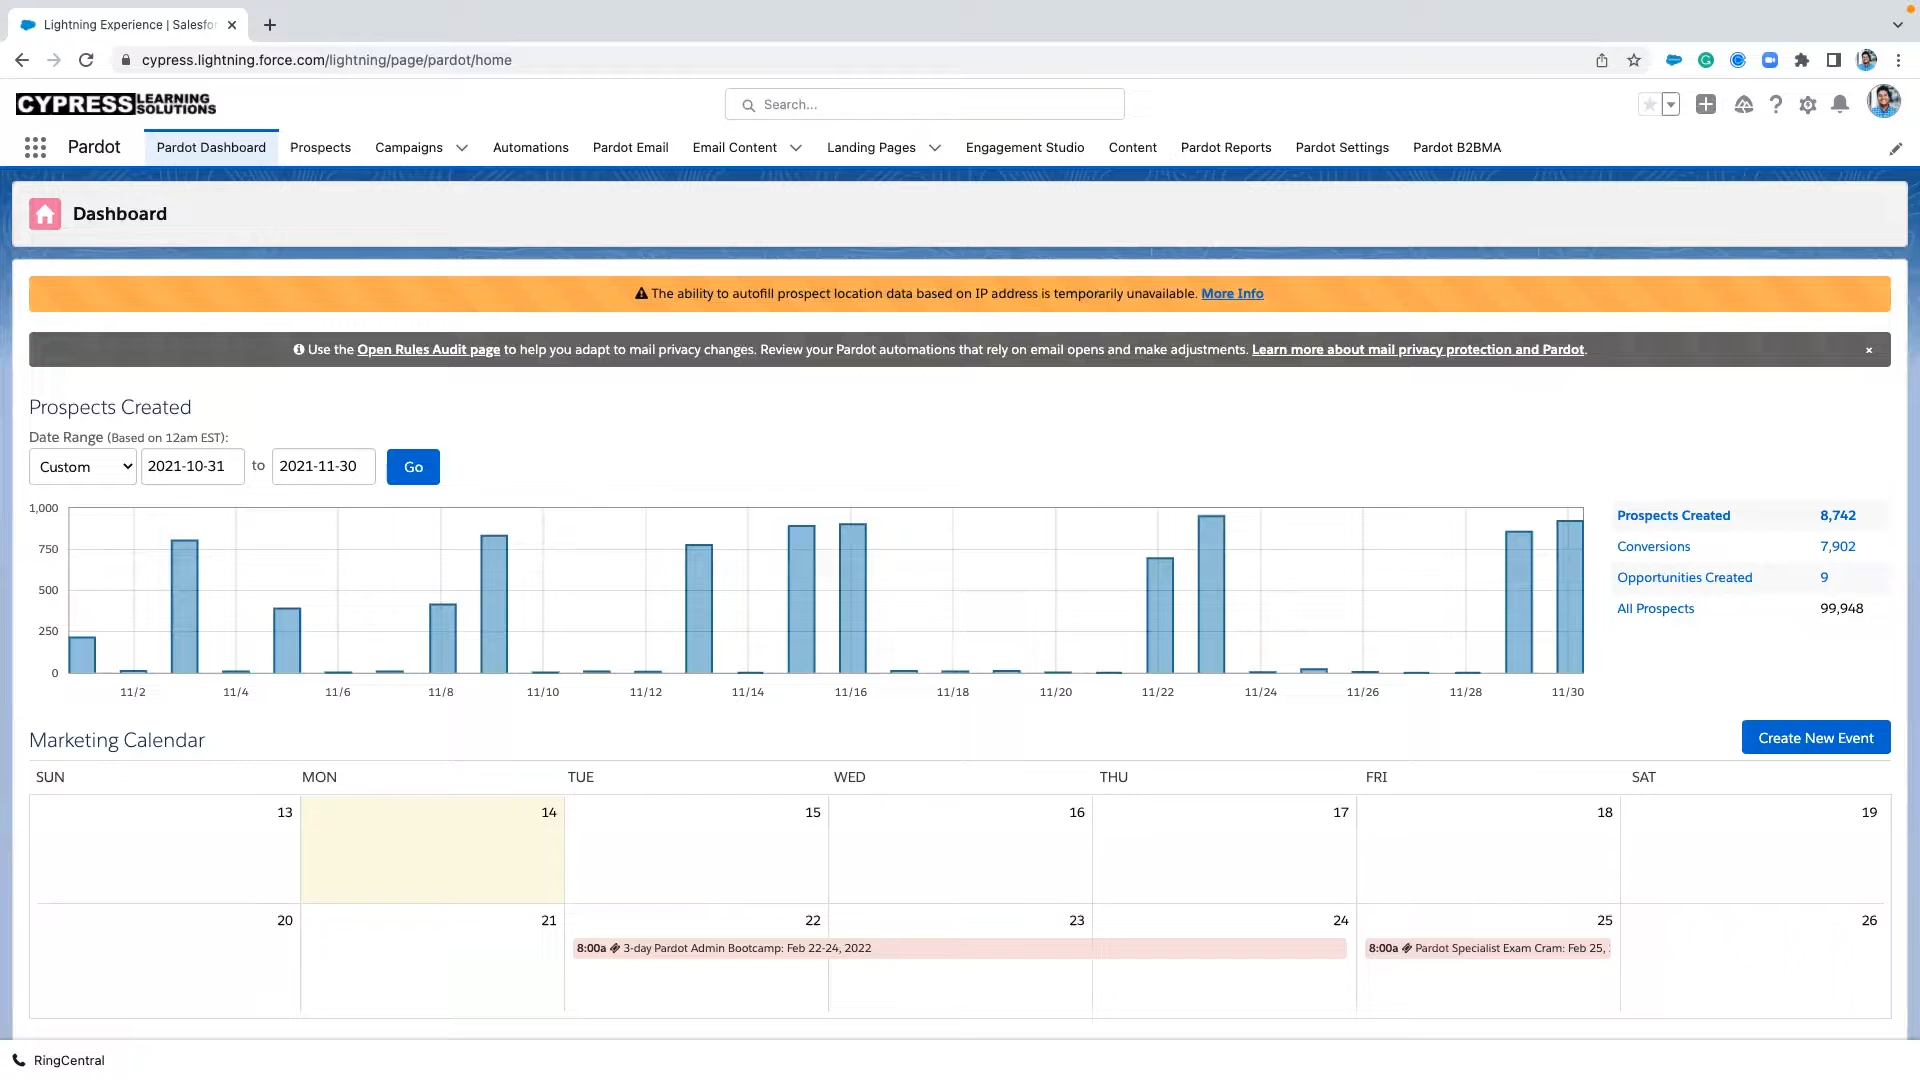 Lightning Experience | Salesfor
cypress.lightning.force.com/lightning/page/pardot/home
CYPRESS LEARNING SOLUTIONS
Search...
Pardot
Pardot Dashboard
Prospects
Campaigns
Automations
Pardot Email
Email Content
Landing Pages
Engagement Studio
Content
Pardot Reports
Pardot Settings
Pardot B2BMA
Dashboard
The ability to autofill prospect location data based on IP address is temporarily unavailable. More Info
Use the Open Rules Audit page to help you adapt to mail privacy changes. Review your Pardot automations that rely on email opens and make adjustments. Learn more about mail privacy protection and Pardot.
×
Prospects Created
Date Range (Based on 12am EST):
Custom 2021-10-31 to 2021-11-30 Go
1,000
750
500
250
0
11/2 11/4 11/6 11/8 11/10 11/12 11/14 11/16 11/18 11/20 11/22 11/24 11/26 11/28 11/30
Prospects Created 8,742
Conversions 7,902
Opportunities Created 9
All Prospects 99,948
Marketing Calendar
Create New Event
SUN MON TUE WED THU FRI SAT
13 14 15 16 17 18 19
20 21 22 23 24 25 26
8:00a 3-day Pardot Admin Bootcamp: Feb 22-24, 2022
8:00a Pardot Specialist Exam Cram: Feb 25,
RingCentral